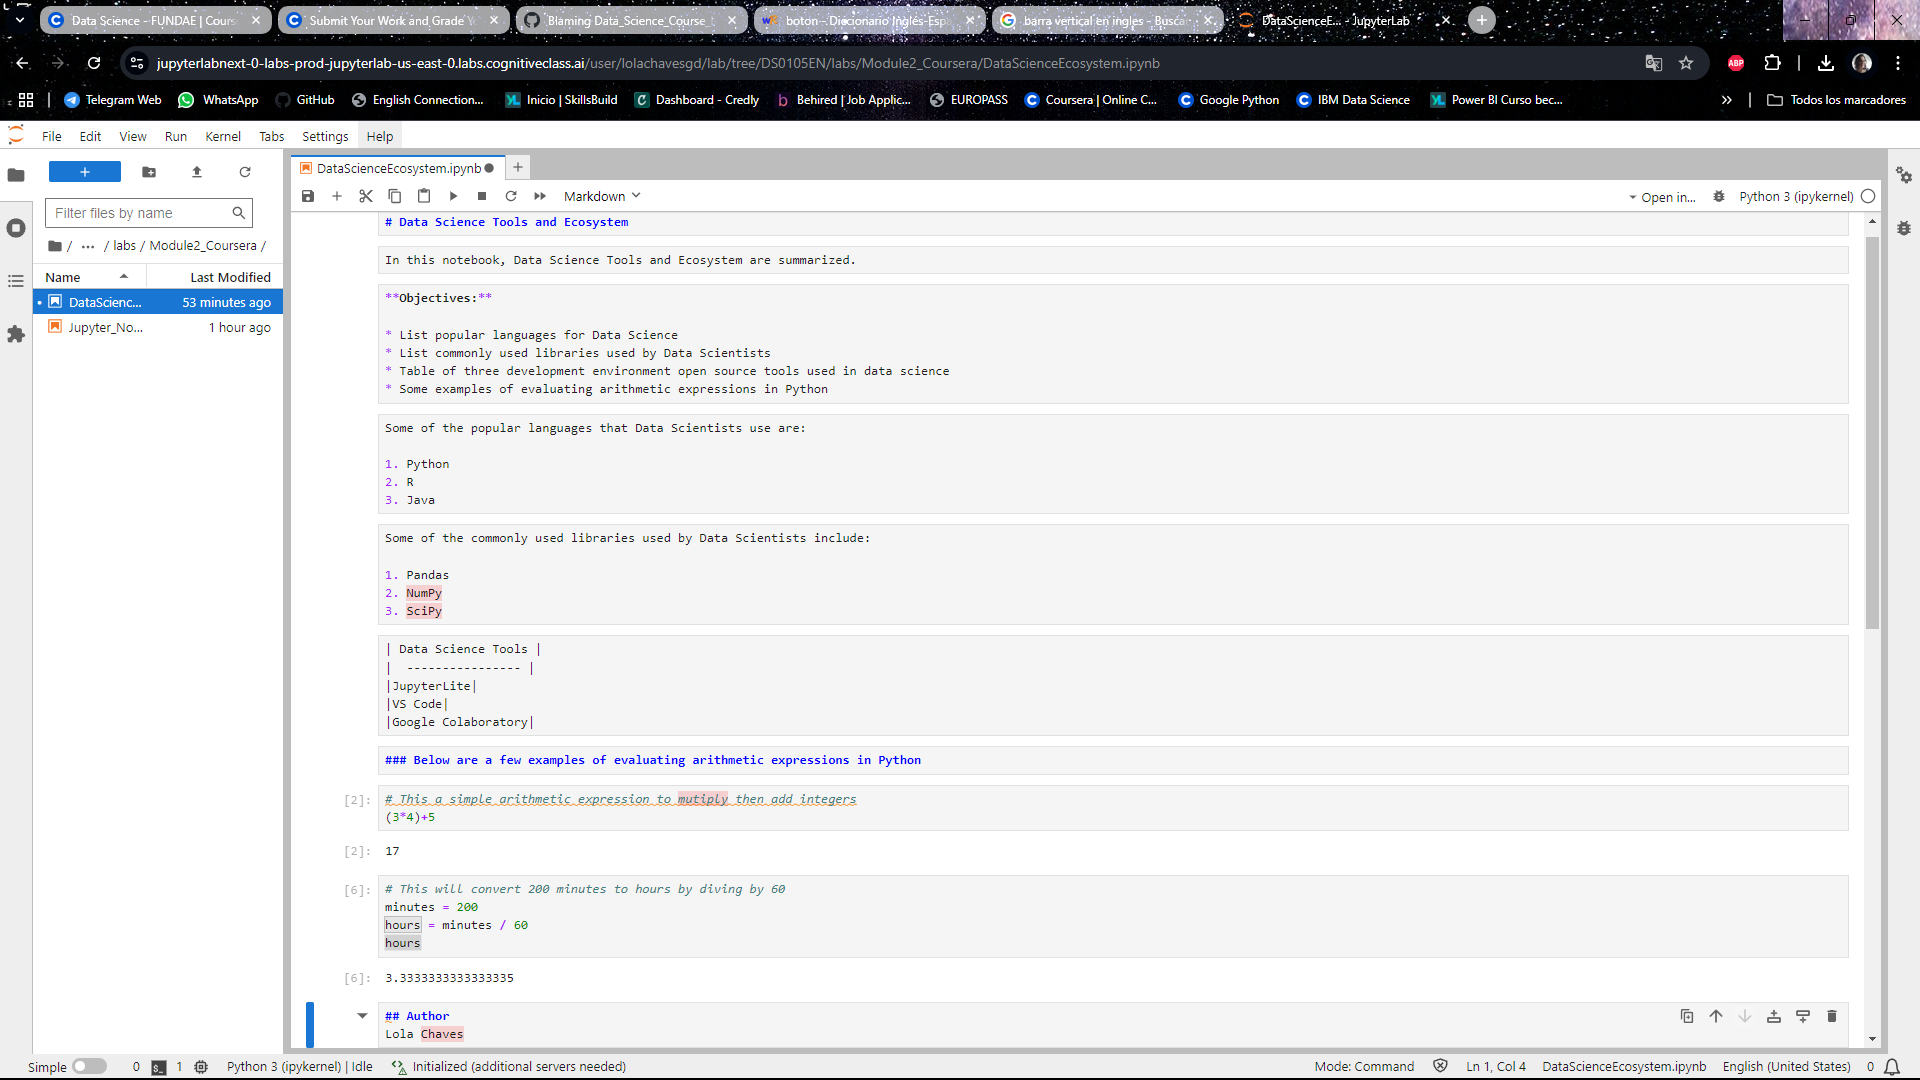 Data Science - FUNDAE | Cours
Submit Your Work and Grade Y
Blaming Data_Science_Course_
boton - Diccionario Inglés-Esp
barra vertical en ingles - Busca
DataScienceE... - JupyterLab
jupyterlabnext-0-labs-prod-jupyterlab-us-east-0.labs.cognitiveclass.ai/user/lolachavesgd/lab/tree/DS0105EN/labs/Module2_Coursera/DataScienceEcosystem.ipynb
ABP
Telegram Web
WhatsApp
GitHub
English Connection...
Inicio | SkillsBuild
Dashboard - Credly
Behired | Job Applic...
EUROPASS
Coursera | Online C...
Google Python
IBM Data Science
Power BI Curso bec...
Todos los marcadores
File Edit View Run Kernel Tabs Settings Help
DataScienceEcosystem.ipynb
Markdown
Open in...
Python 3 (ipykernel)
Filter files by name
/ ... / labs / Module2_Coursera /
Name Last Modified
DataScienc... 53 minutes ago
Jupyter_No... 1 hour ago
# Data Science Tools and Ecosystem
In this notebook, Data Science Tools and Ecosystem are summarized.
**Objectives:**
* List popular languages for Data Science
* List commonly used libraries used by Data Scientists
* Table of three development environment open source tools used in data science
* Some examples of evaluating arithmetic expressions in Python
Some of the popular languages that Data Scientists use are:
1. Python
2. R
3. Java
Some of the commonly used libraries used by Data Scientists include:
1. Pandas
2. NumPy
3. SciPy
| Data Science Tools |
|  ---------------- |
|JupyterLite|
|VS Code|
|Google Colaboratory|
### Below are a few examples of evaluating arithmetic expressions in Python
[2]: # This a simple arithmetic expression to mutiply then add integers
(3*4)+5
[2]: 17
[6]: # This will convert 200 minutes to hours by diving by 60
minutes = 200
hours = minutes / 60
hours
[6]: 3.3333333333333335
## Author
Lola Chaves
Simple 0 1 Python 3 (ipykernel) | Idle Initialized (additional servers needed) Mode: Command Ln 1, Col 4 DataScienceEcosystem.ipynb English (United States) 0